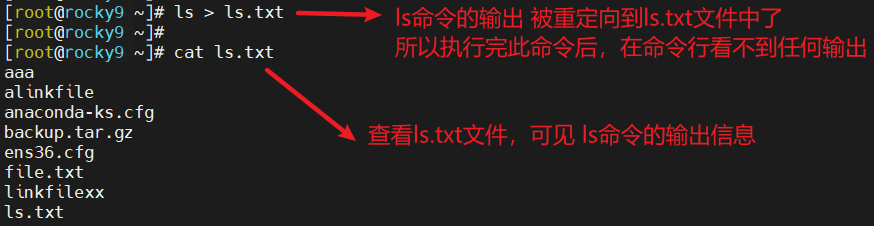 [root@rocky9 ~]# ls > ls.txt
ls命令的输出 被重定向到ls.txt文件中了
[root@rocky9 ~]#
所以执行完此命令后，在命令行看不到任何输出
[root@rocky9 ~]# cat ls.txt
aaa
alinkfile
anaconda-ks.cfg
backup.tar.gz
查看ls.txt文件，可见 ls命令的输出信息
ens36.cfg
file.txt
linkfilexx
ls.txt